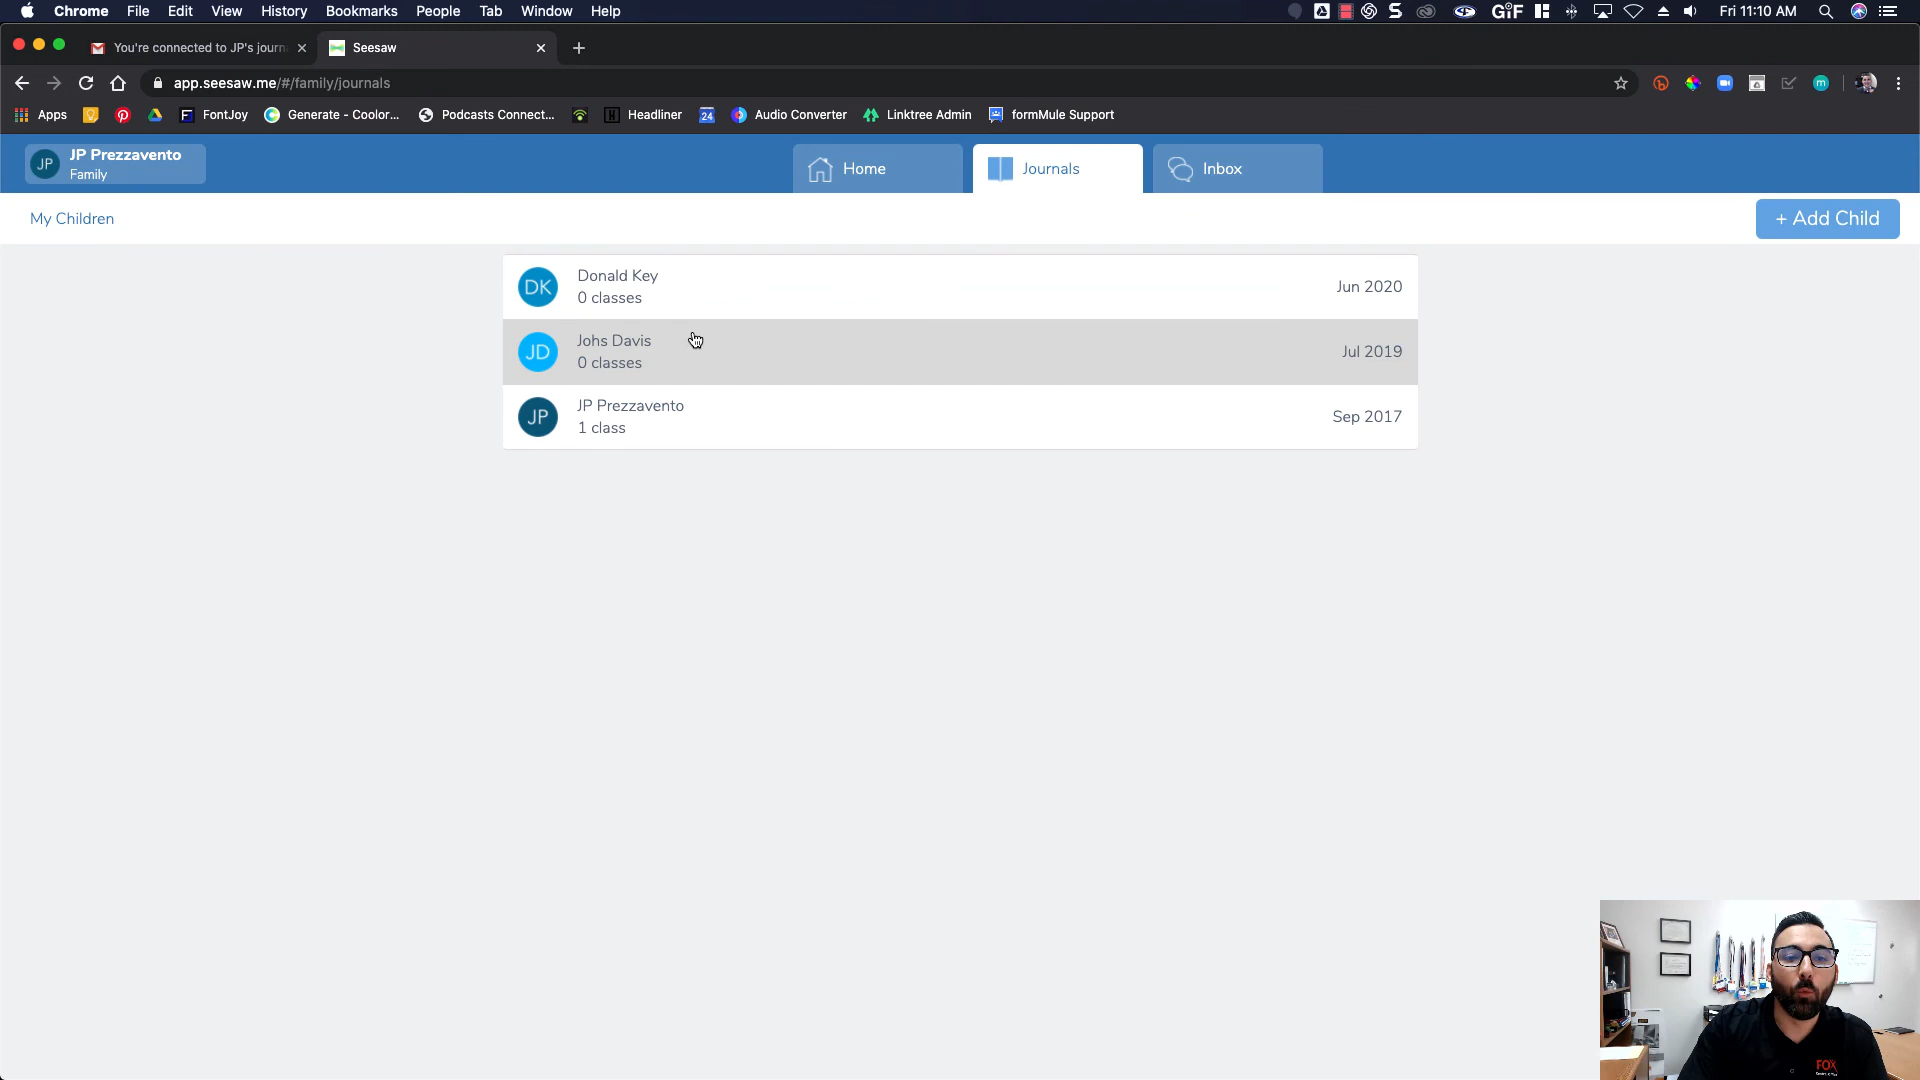 Chrome File Edit View History Bookmarks People Tab Window Help GIF Fri 11:10 AM
You're connected to JP's journ
Seesaw
app.seesaw.me/#/family/journals
Apps FontJoy Generate - Coolor... Podcasts Connect... H Headliner 24 Audio Converter Linktree Admin formMule Support
JP
JP Prezzavento
Family
Home
Journals
Inbox
My Children
+ Add Child
DK
Donald Key
0 classes
Jun 2020
JD
Johs Davis
0 classes
Jul 2019
JP
JP Prezzavento
1 class
Sep 2017
FOX